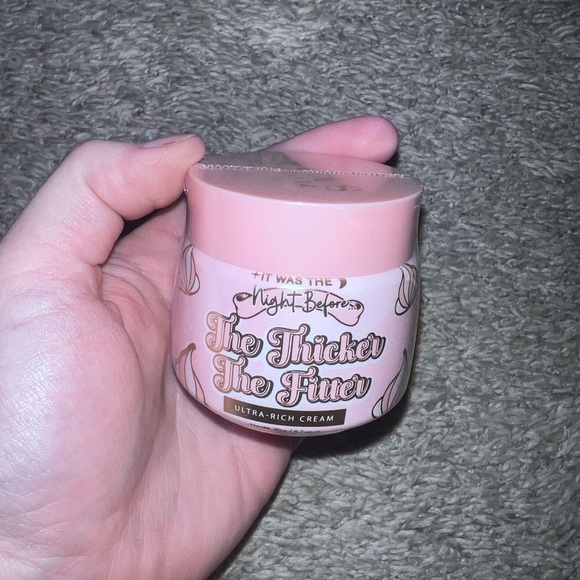 IT WAS THE
Night Before...
The Thicker
The Fitter
ULTRA-RICH CREAM